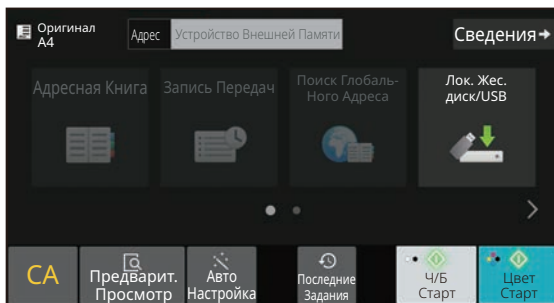 Оригинал
A4
Адрес
Устройство Внешней Памяти
Сведения
Адресная Книга
Запись Передач
Поиск Глобаль-
Ного Адреса
Лок. Жес.
диск/USB
CA
Предварит.
Просмотр
Авто
Настройка
Последние
Задания
Ч/Б
Старт
Цвет
Старт